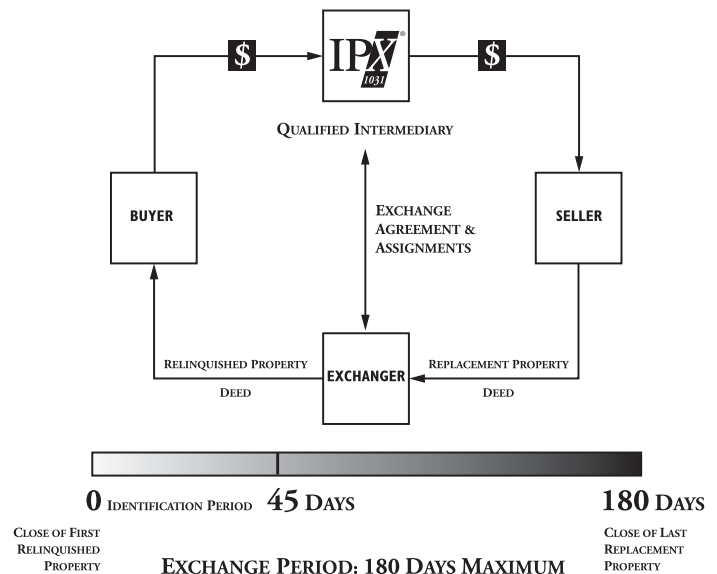 $
IPX®
1031
$
QUALIFIED INTERMEDIARY
BUYER
EXCHANGE
AGREEMENT &
ASSIGNMENTS
SELLER
RELINQUISHED PROPERTY
DEED
EXCHANGER
REPLACEMENT PROPERTY
DEED
0 IDENTIFICATION PERIOD 45 DAYS 180 DAYS
CLOSE OF FIRST
RELINQUISHED
PROPERTY
CLOSE OF LAST
REPLACEMENT
PROPERTY
EXCHANGE PERIOD: 180 DAYS MAXIMUM